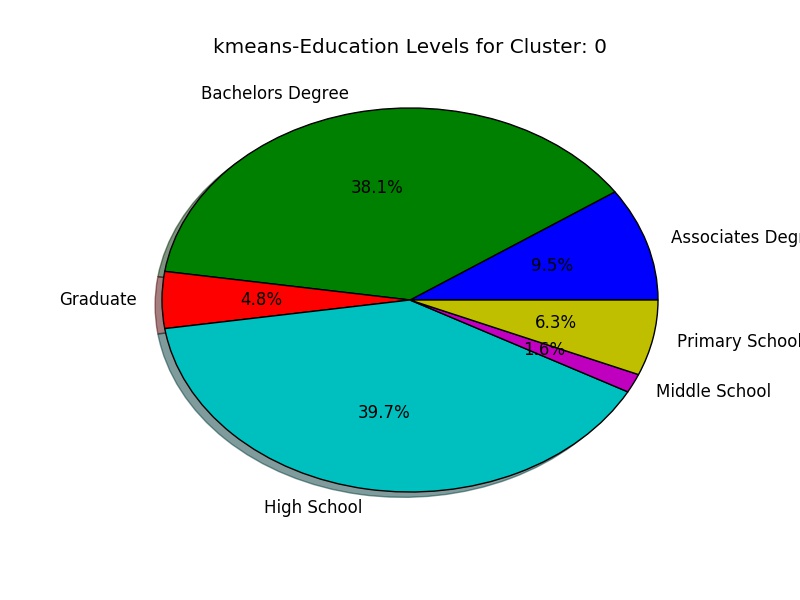 kmeans-Education Levels for Cluster: 0
Bachelors Degree
38.1%
Associates Degr
9.5%
Graduate
4.8%
6.3%
Primary School
1.6%
Middle School
39.7%
High School